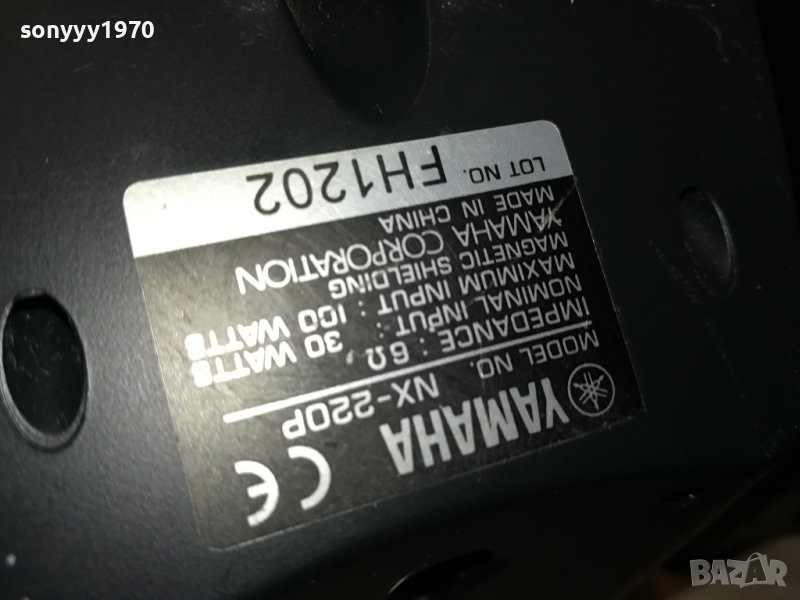 sonyyy1970
YAMAHA CE
MODEL NO. NX-220P
IMPEDANCE : 6Ω
NOMINAL INPUT : 30 WATTS
MAXIMUM INPUT : 100 WATTS
MAGNETIC SHIELDING
YAMAHA CORPORATION
MADE IN CHINA
LOT NO. FH1202
BAZAR